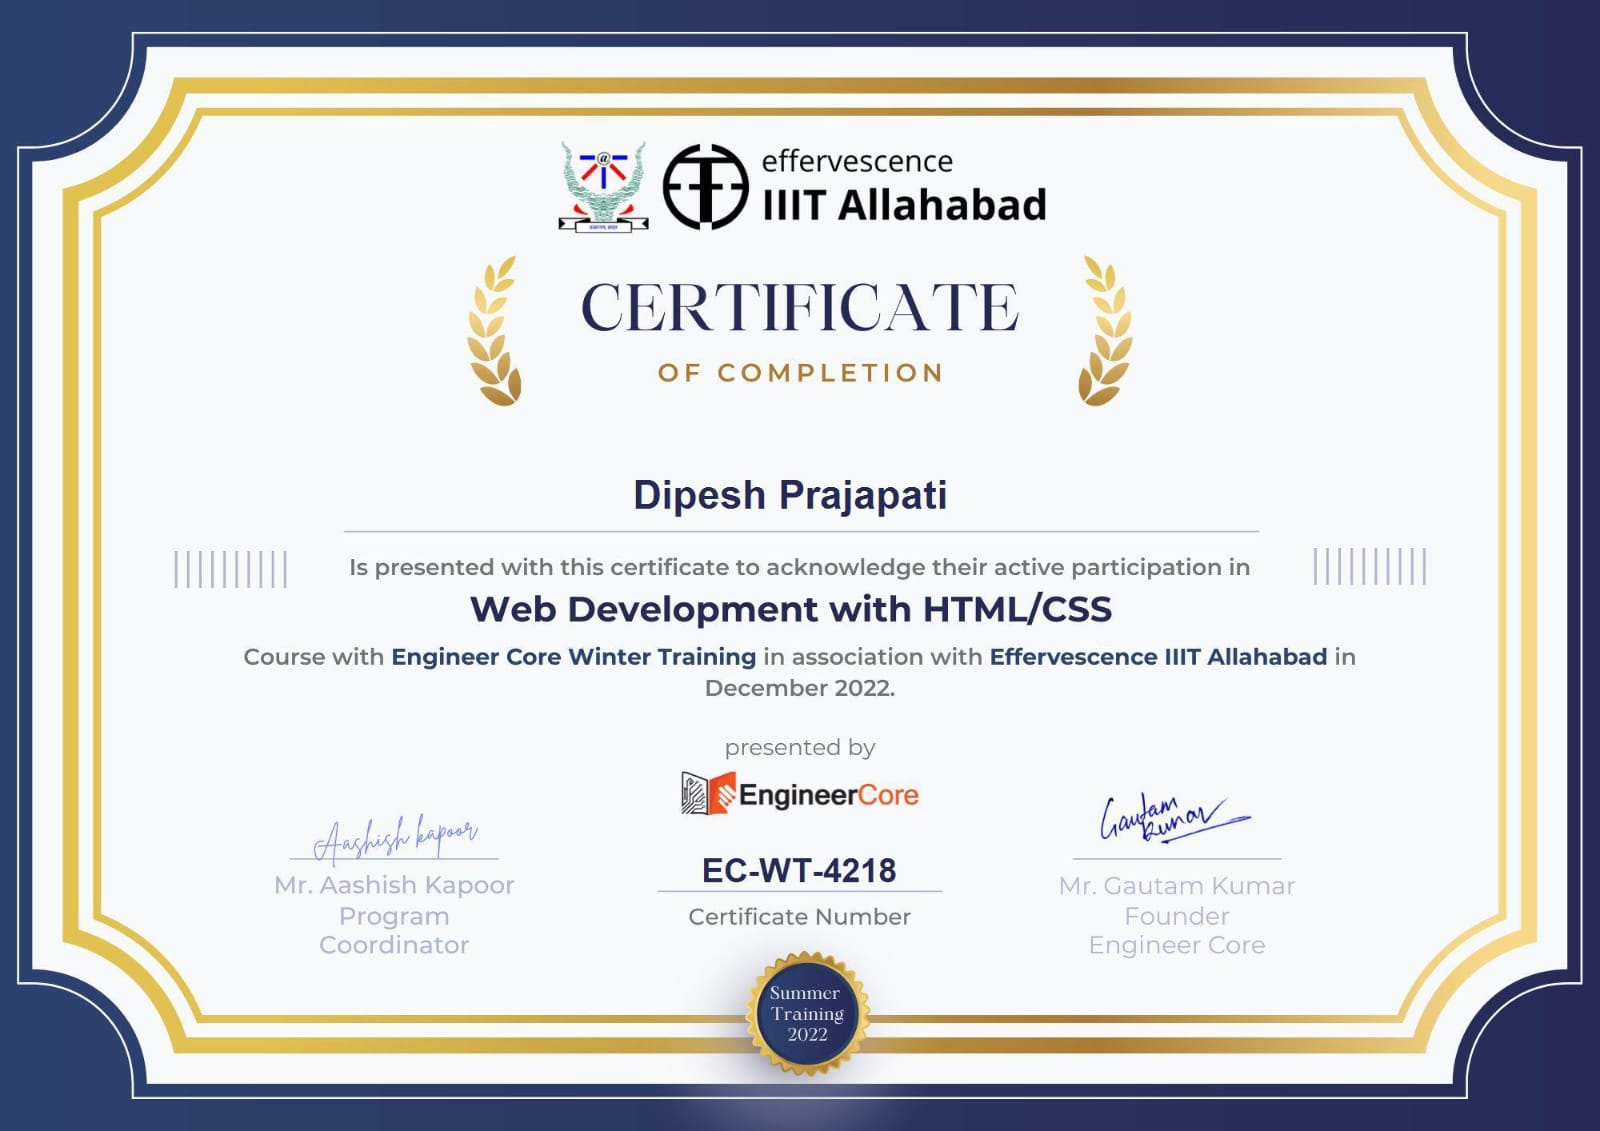 effervescence
IIIT Allahabad
CERTIFICATE
OF COMPLETION
Dipesh Prajapati
Is presented with this certificate to acknowledge their active participation in
Web Development with HTML/CSS
Course with Engineer Core Winter Training in association with Effervescence IIIT Allahabad in
December 2022.
presented by
EngineerCore
Aashish kapoor
Mr. Aashish Kapoor
Program
Coordinator
EC-WT-4218
Certificate Number
Gautam
Kumar
Mr. Gautam Kumar
Founder
Engineer Core
Summer
Training
2022